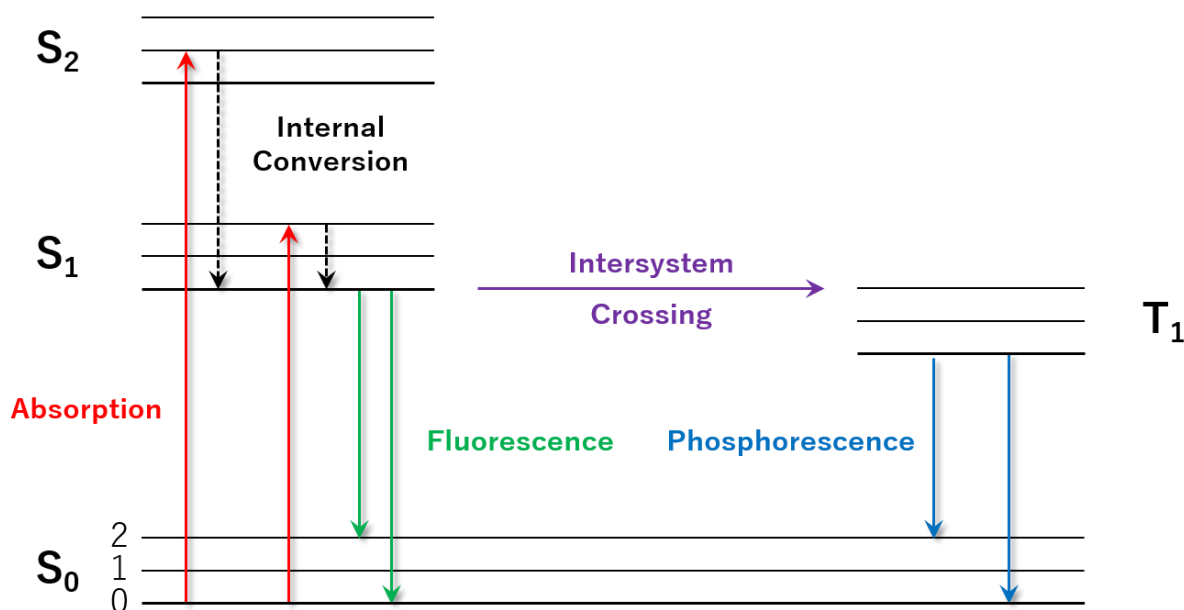 S₂
Internal
Conversion
S₁
Intersystem
Crossing
T₁
Absorption
Fluorescence
Phosphorescence
2
S₀
1
0